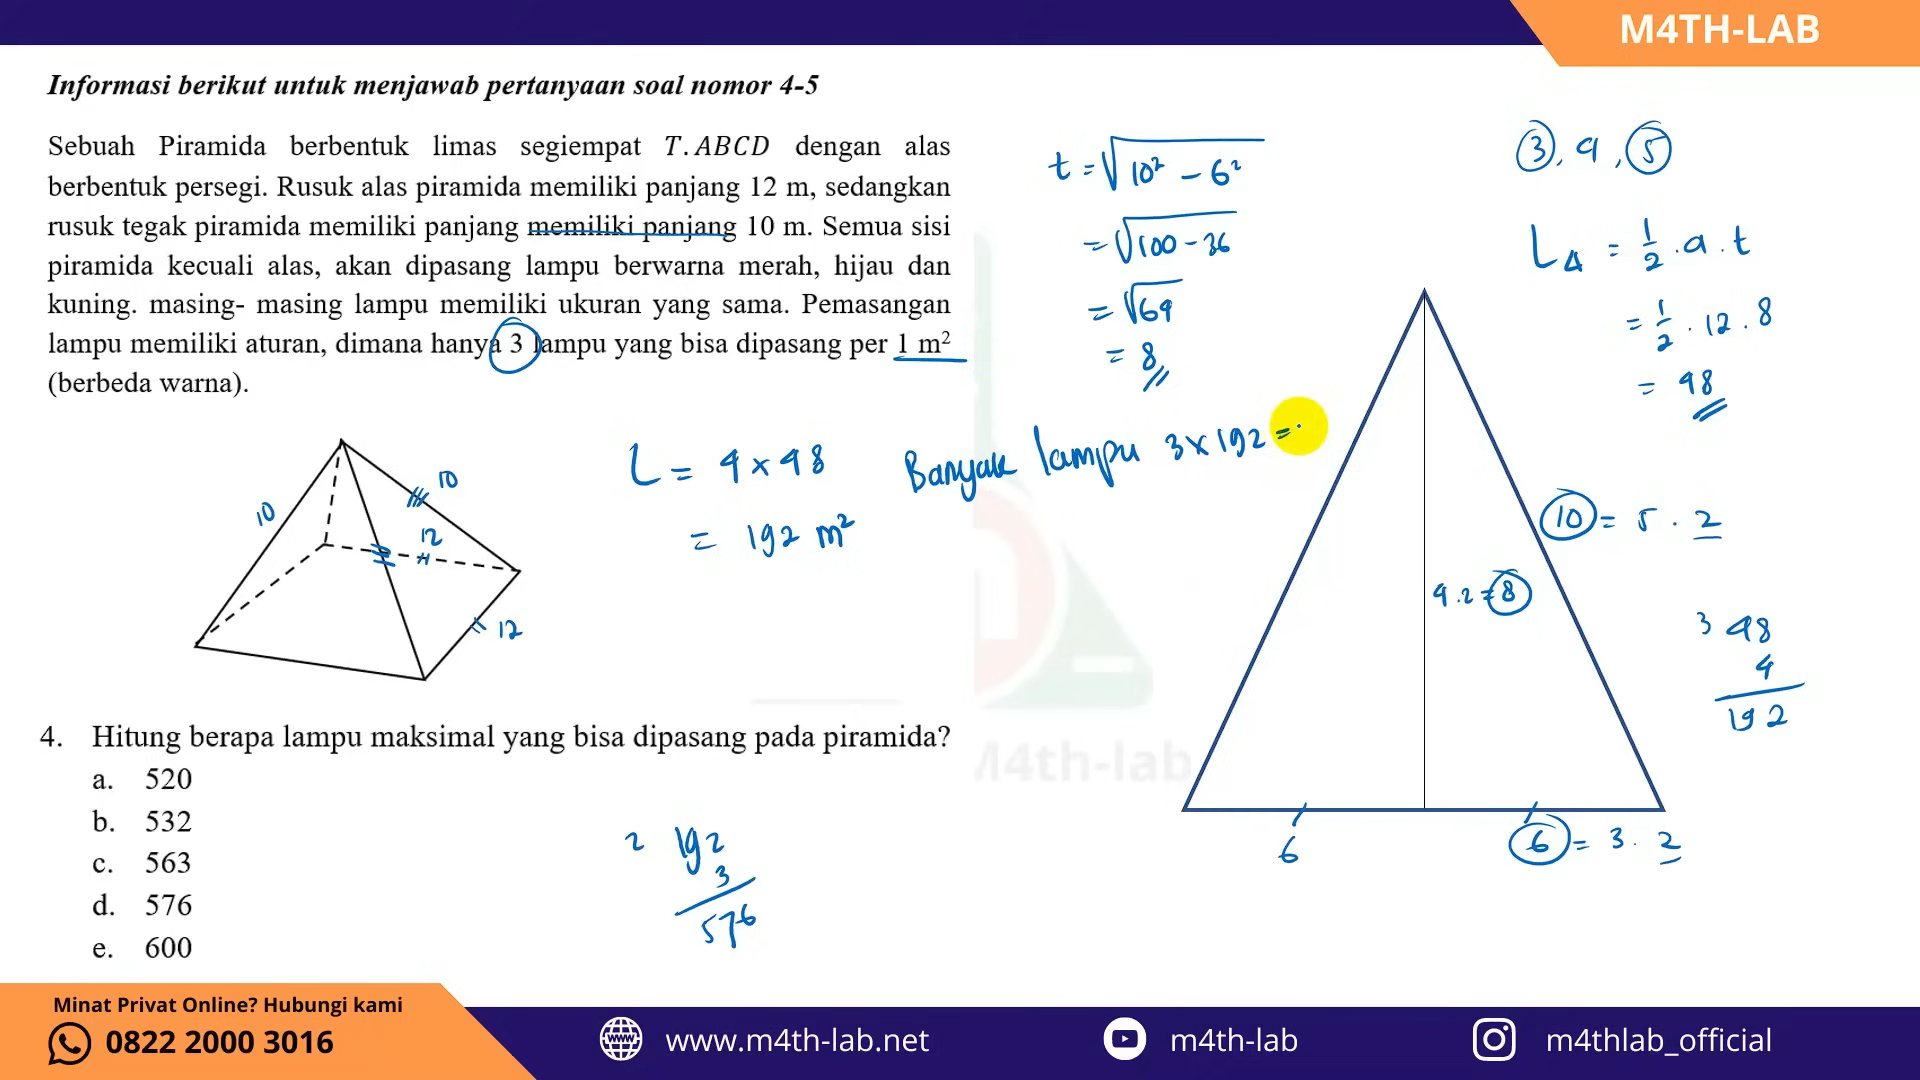 M4TH-LAB
Informasi berikut untuk menjawab pertanyaan soal nomor 4-5
Sebuah Piramida berbentuk limas segiempat T.ABCD dengan alas
berbentuk persegi. Rusuk alas piramida memiliki panjang 12 m, sedangkan
rusuk tegak piramida memiliki panjang memiliki panjang 10 m. Semua sisi
piramida kecuali alas, akan dipasang lampu berwarna merah, hijau dan
kuning. masing- masing lampu memiliki ukuran yang sama. Pemasangan
lampu memiliki aturan, dimana hanya 3 lampu yang bisa dipasang per 1 m²
(berbeda warna).
10
10
12
12
L = 4 x 48
= 192 m²
t = √10² - 6²
= √100 - 36
= √64
= 8
Banyak lampu 3 x 192 =
3, 4, 5
L△ = 1/2 . a . t
= 1/2 . 12 . 8
= 48
10 = 5 . 2
4 . 2 = 8
6
6 = 3 . 2
3 48
4
192
4. Hitung berapa lampu maksimal yang bisa dipasang pada piramida?
a. 520
b. 532
c. 563
d. 576
e. 600
2 192
3
576
M4th-lab
Minat Privat Online? Hubungi kami
0822 2000 3016
www.m4th-lab.net
m4th-lab
m4thlab_official